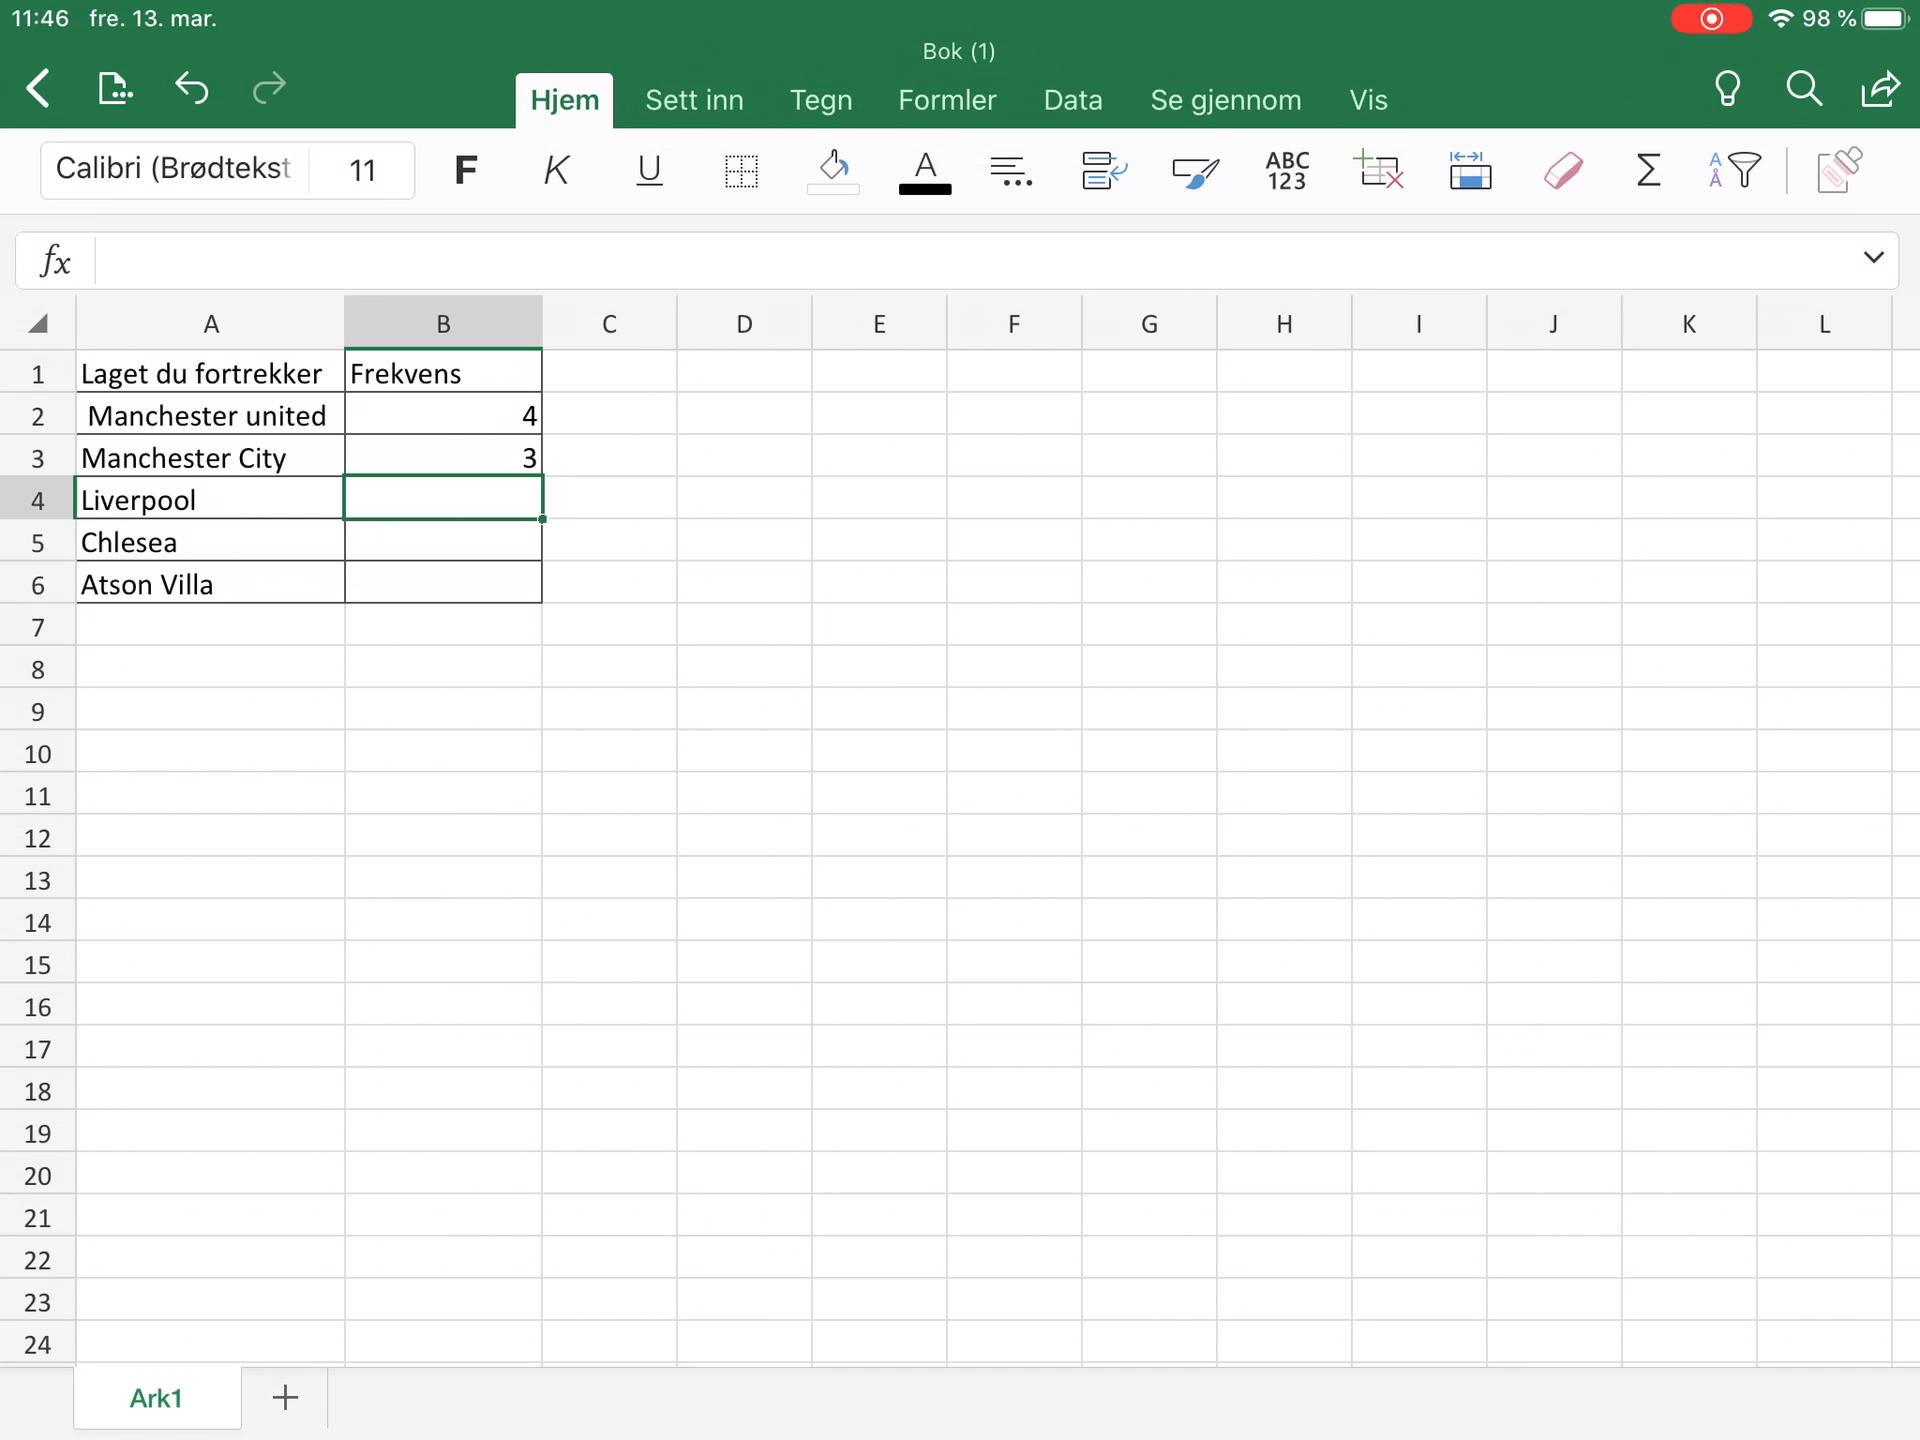 11:46 fre. 13. mar. 98 %
Bok (1)
Hjem Sett inn Tegn Formler Data Se gjennom Vis
Calibri (Brødtekst 11 F K U A ABC 123 Σ A Å
fx
A B C D E F G H I J K L
1 Laget du fortrekker Frekvens
2 Manchester united 4
3 Manchester City 3
4 Liverpool
5 Chlesea
6 Atson Villa
7
8
9
10
11
12
13
14
15
16
17
18
19
20
21
22
23
24
Ark1 +